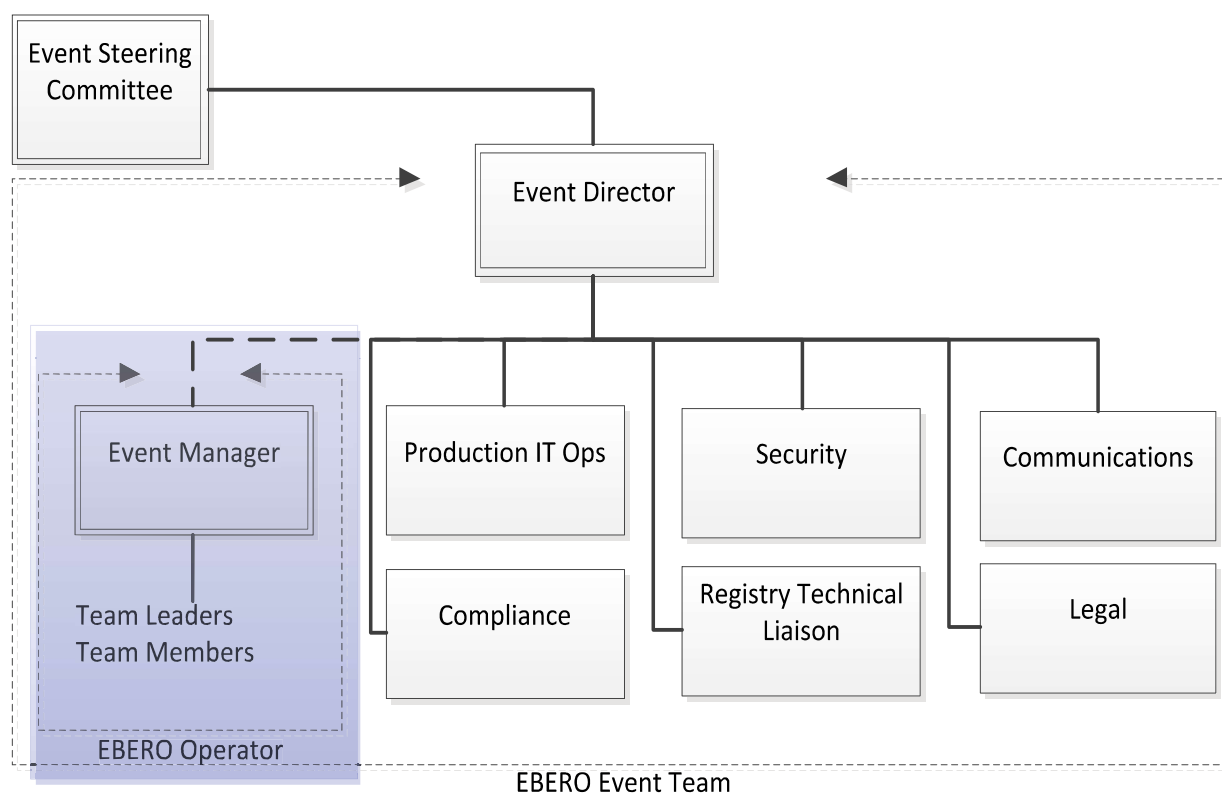 Event Steering
Committee
Event Director
Event Manager
Production IT Ops
Security
Communications
Team Leaders
Team Members
Compliance
Registry Technical
Liaison
Legal
EBERO Operator
EBERO Event Team